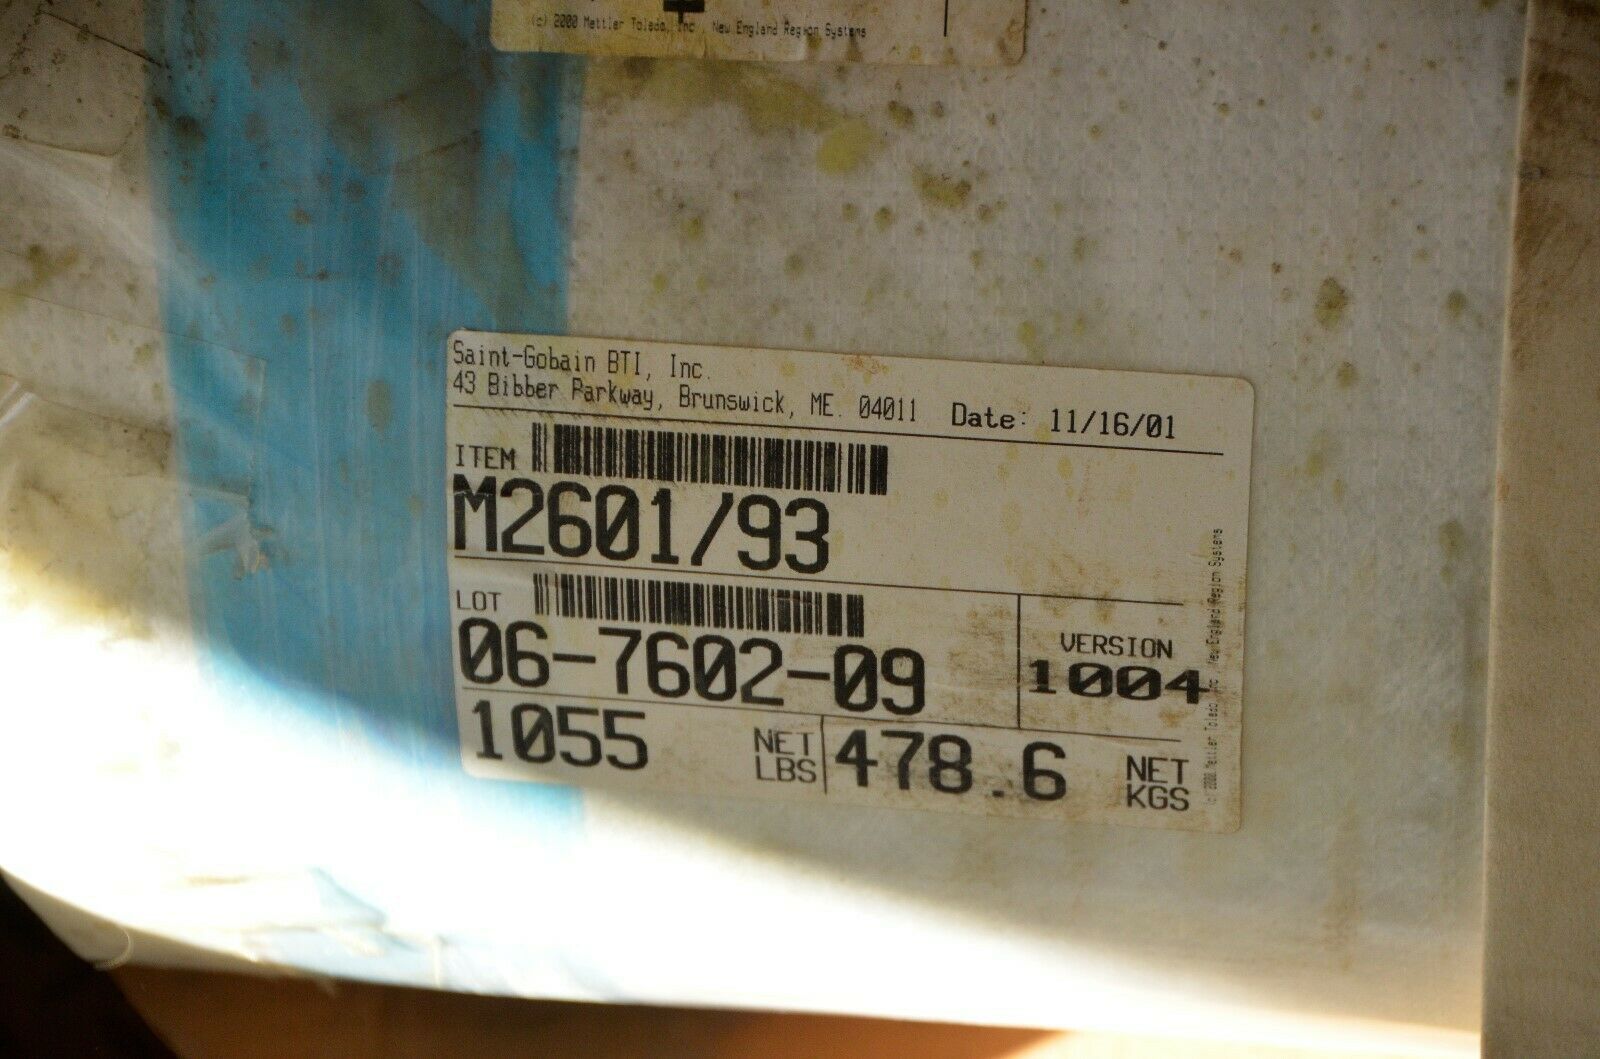 (c) 2000 Mettler Toledo, Inc., New England Region Systems
Saint-Gobain BTI, Inc.
43 Bibber Parkway, Brunswick, ME. 04011 Date: 11/16/01
ITEM
M2601/93
LOT
06-7602-09
VERSION
1004
1055 NET LBS 478.6 NET KGS
(c) 2000, Mettler Toledo, Inc., New England Region Systems